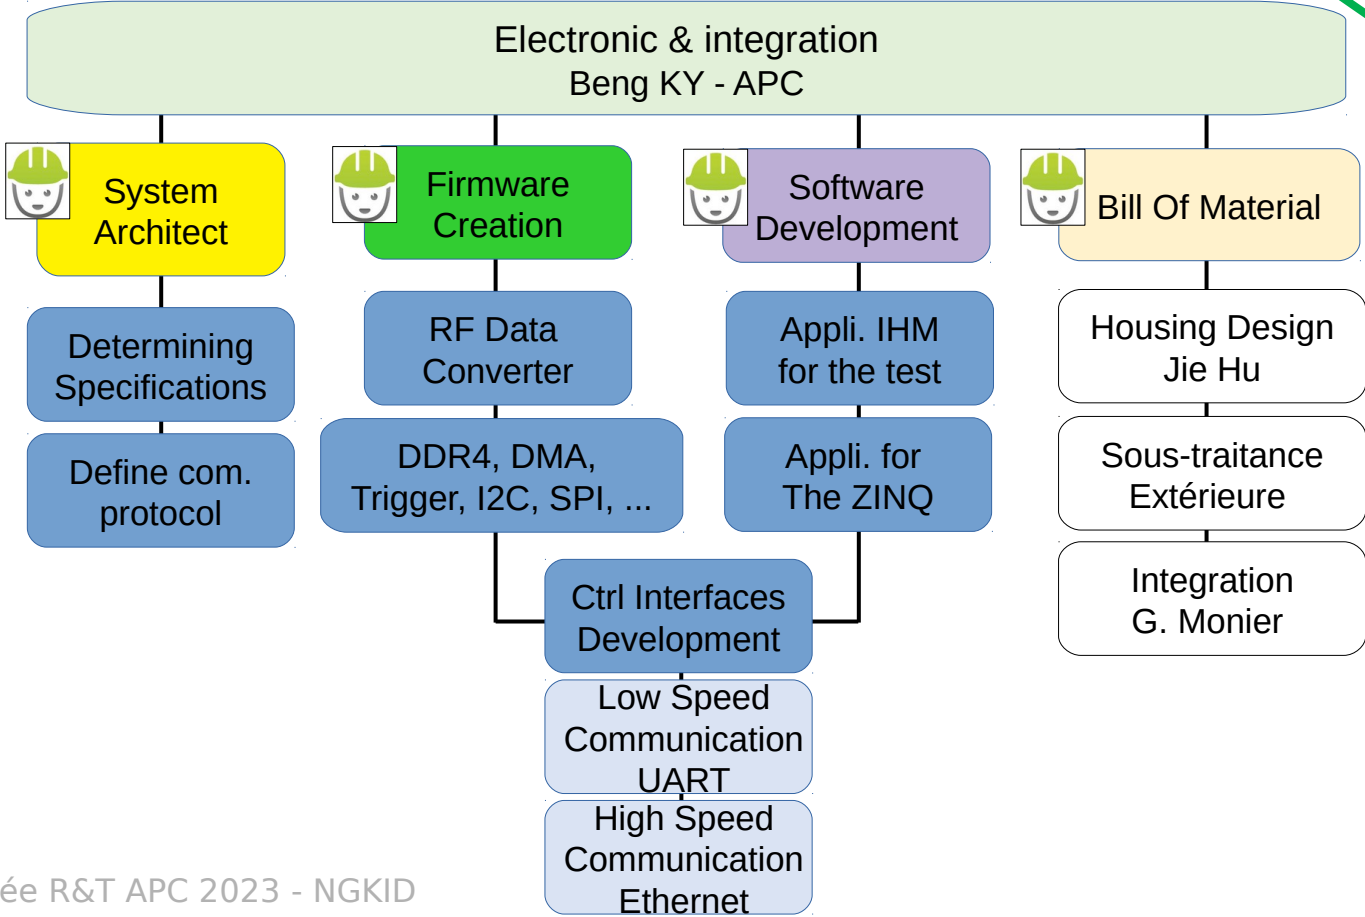 Electronic & integration
Beng KY - APC
System
Architect
Firmware
Creation
Software
Development
Bill Of Material
Determining
Specifications
RF Data
Converter
Appli. IHM
for the test
Housing Design
Jie Hu
Define com.
protocol
DDR4, DMA,
Trigger, I2C, SPI, ...
Appli. for
The ZINQ
Sous-traitance
Extérieure
Ctrl Interfaces
Development
Integration
G. Monier
Low Speed
Communication
UART
High Speed
Communication
Ethernet
ée R&T APC 2023 - NGKID